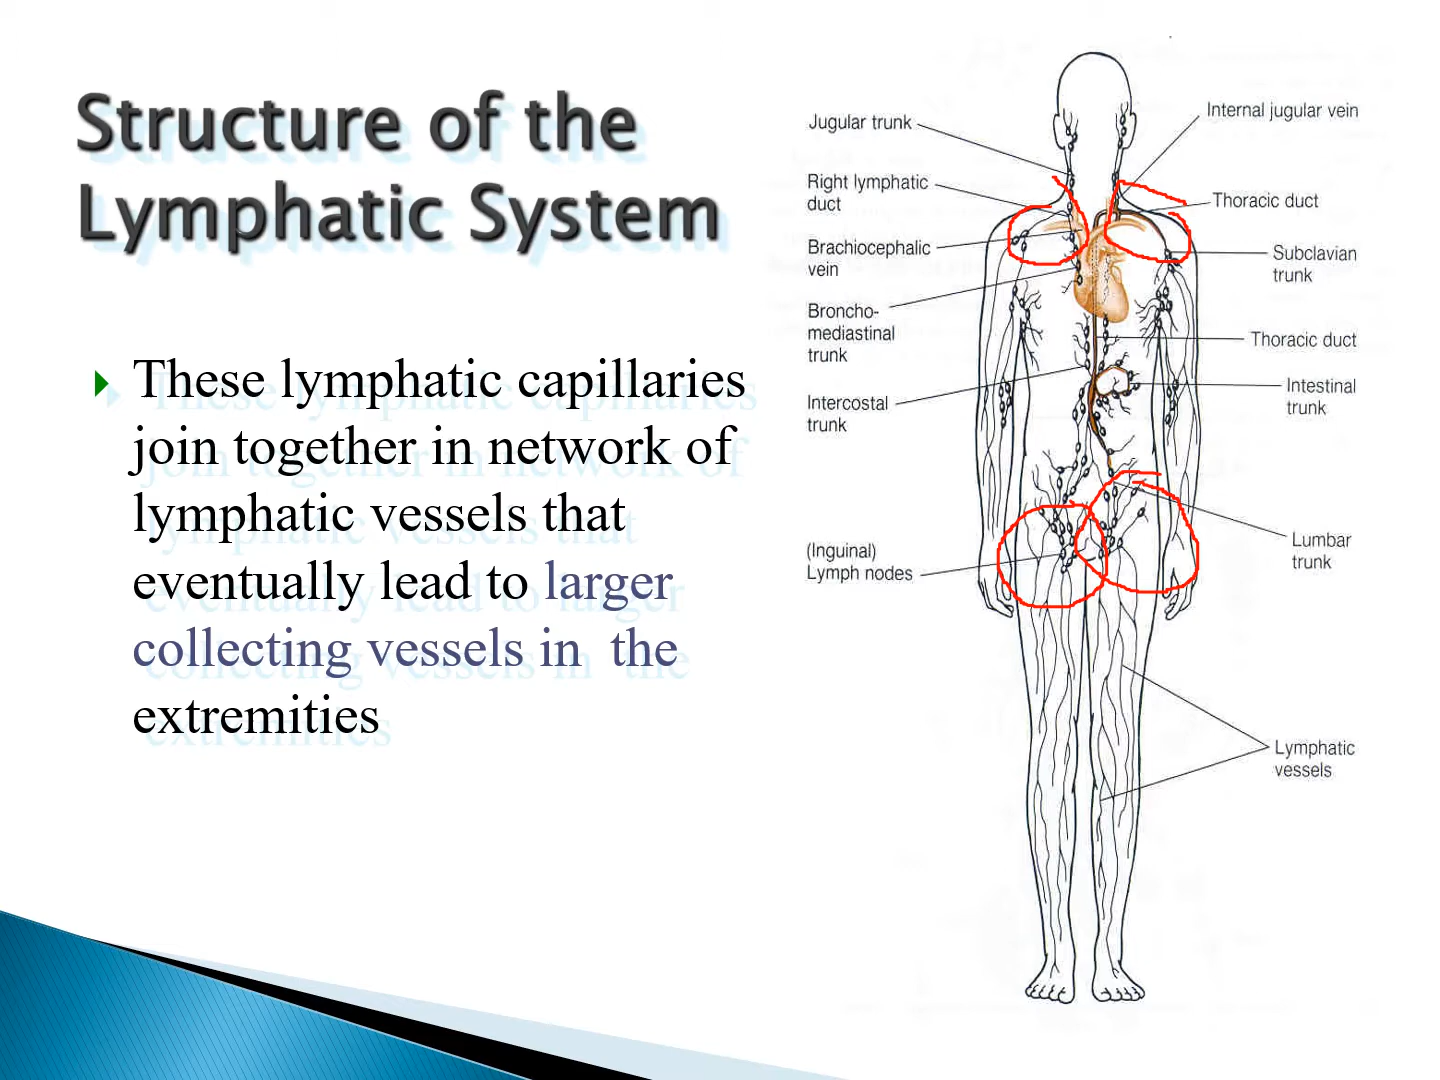 Structure of the
Lymphatic System
These lymphatic capillaries
join together in network of
lymphatic vessels that
eventually lead to larger
collecting vessels in the
extremities
Jugular trunk
Right lymphatic
duct
Brachiocephalic
vein
Broncho-
mediastinal
trunk
Intercostal
trunk
(Inguinal)
Lymph nodes
Internal jugular vein
Thoracic duct
Subclavian
trunk
Thoracic duct
Intestinal
trunk
Lumbar
trunk
Lymphatic
vessels